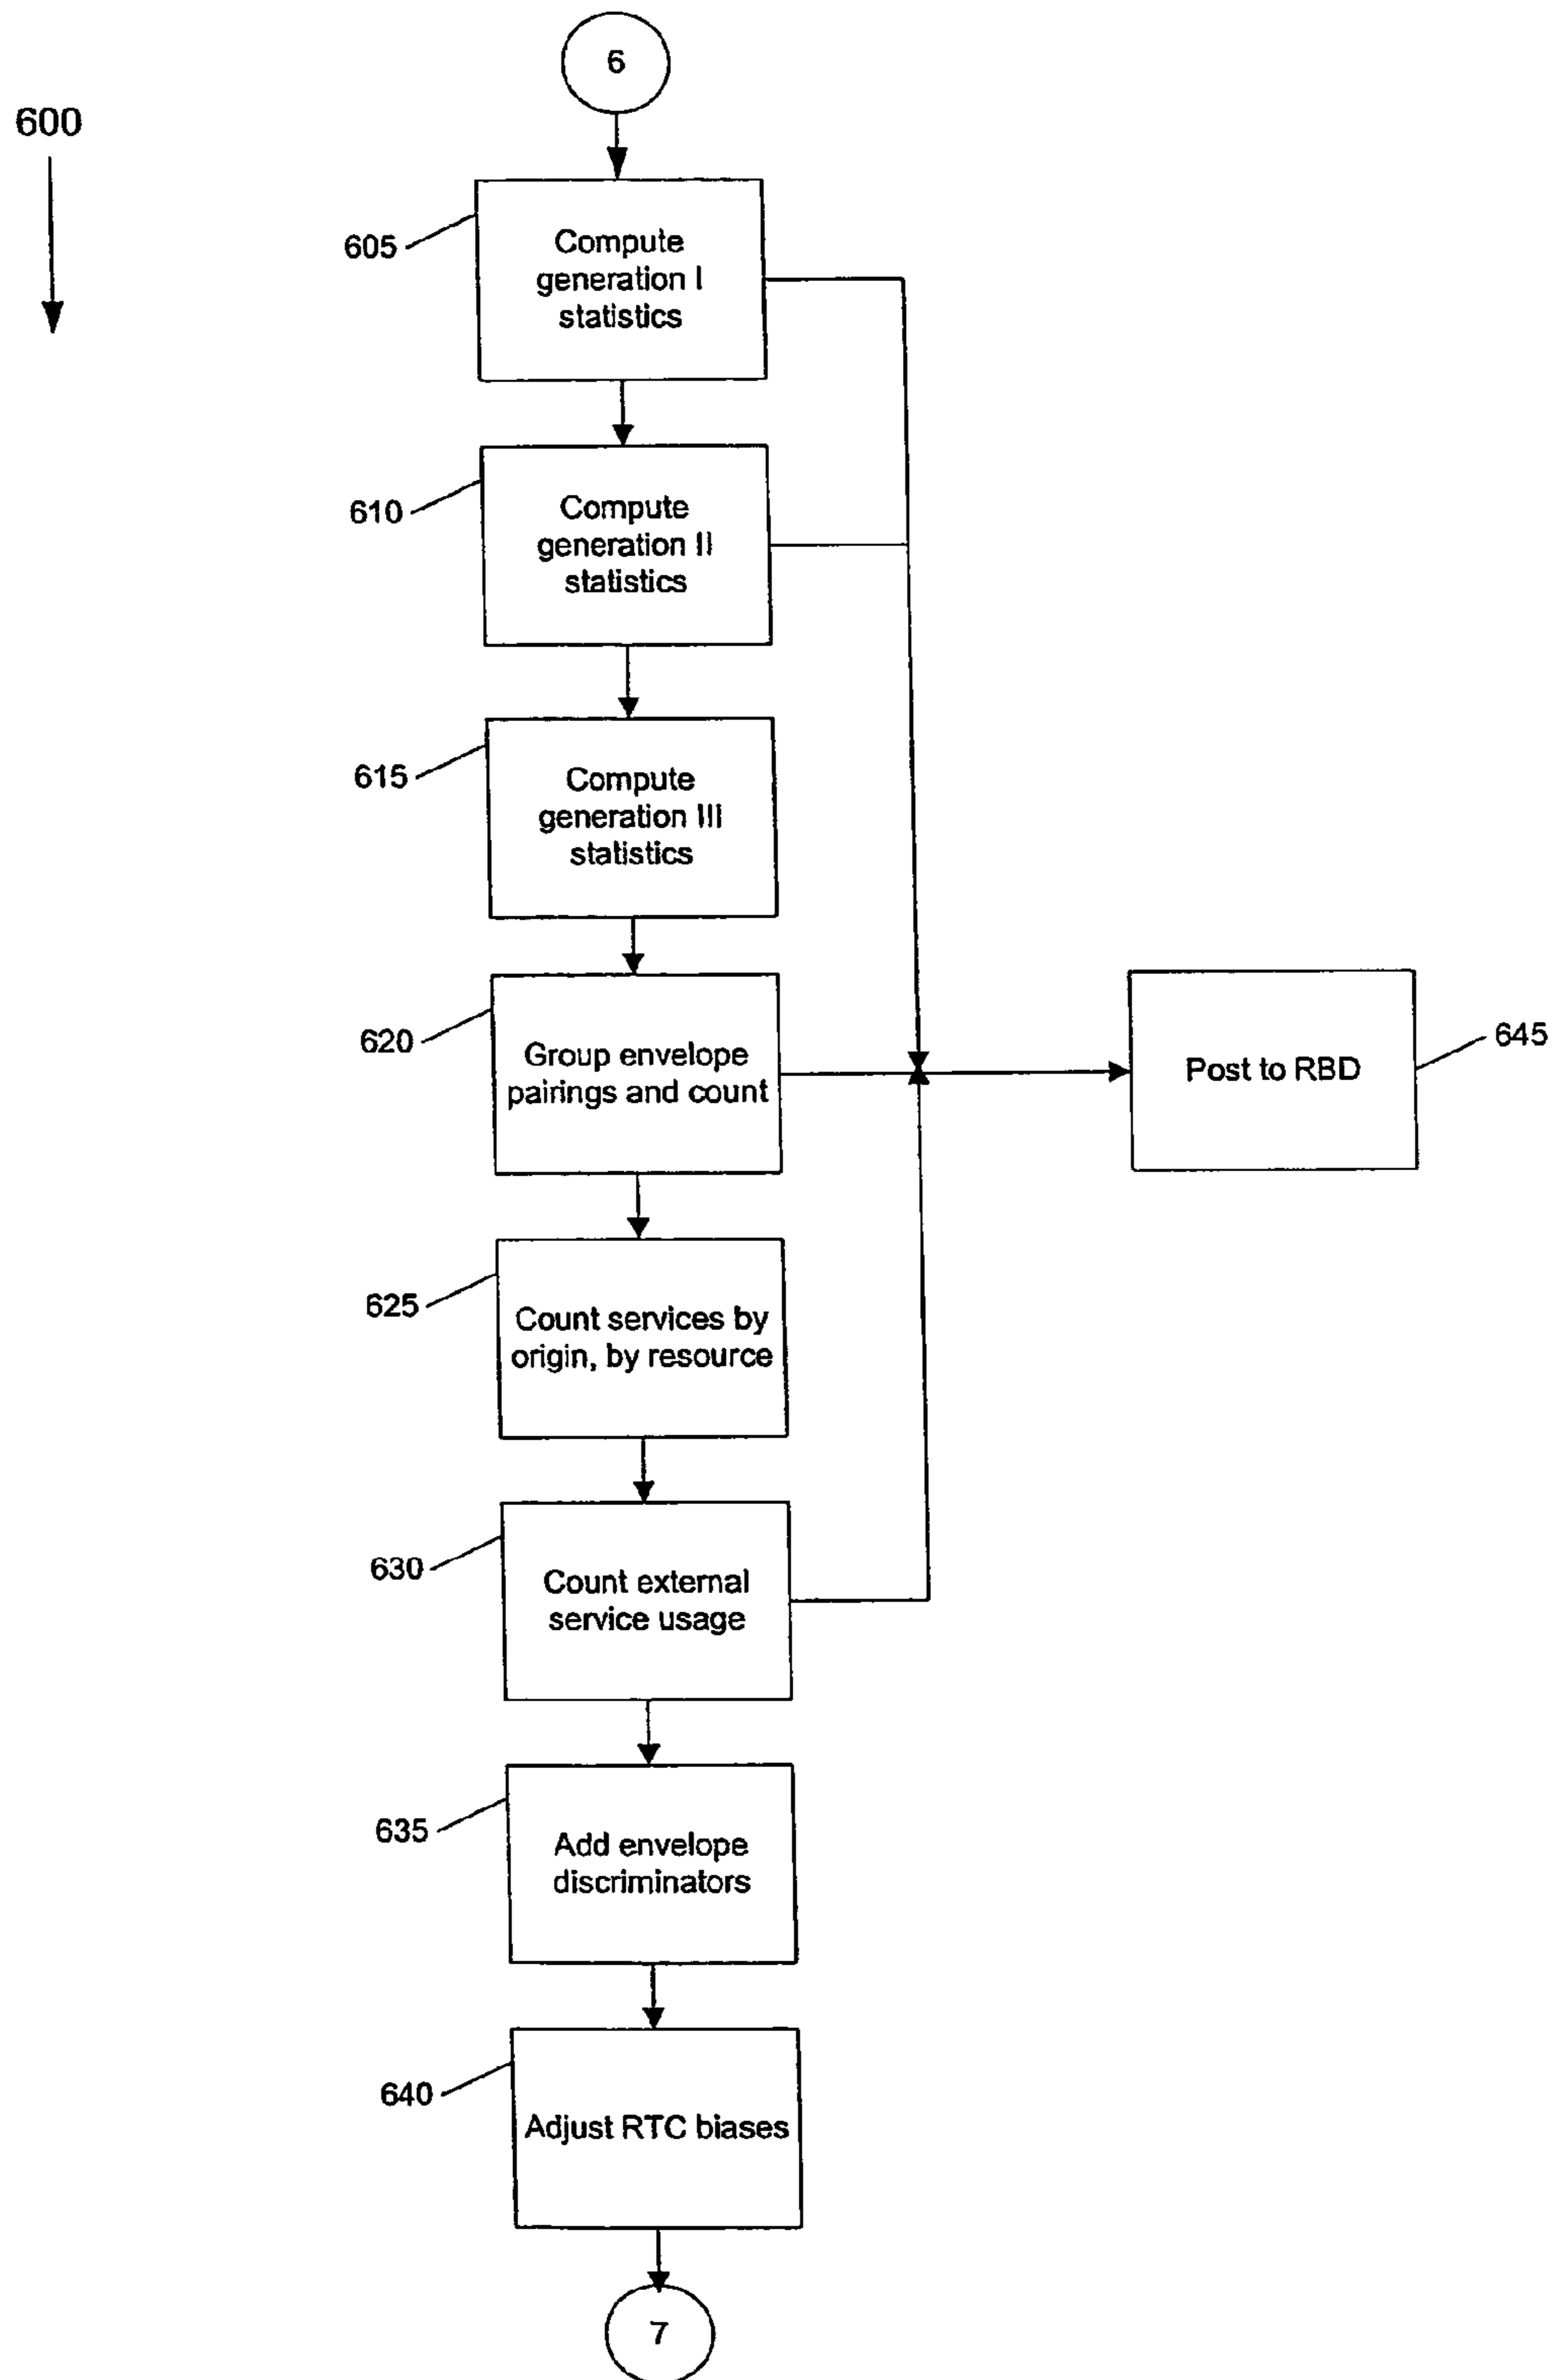 6
600
605
Compute
generation I
statistics
610
Compute
generation II
statistics
615
Compute
generation III
statistics
620
Group envelope
pairings and count
Post to RBD
645
625
Count services by
origin, by resource
630
Count external
service usage
635
Add envelope
discriminators
640
Adjust RTC biases
7